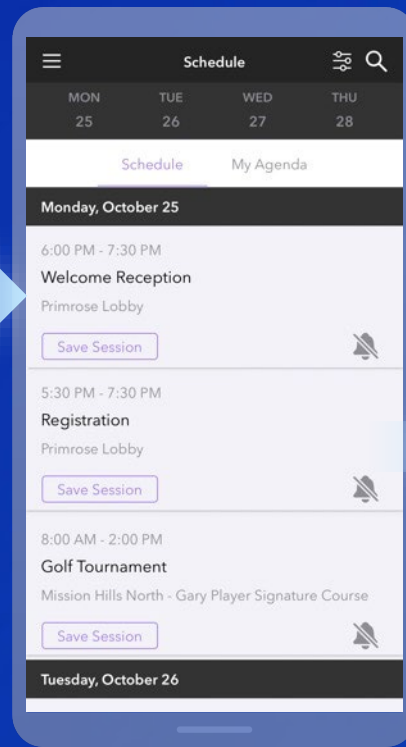 Schedule
MON TUE WED THU
25 26 27 28
Schedule My Agenda
Monday, October 25
6:00 PM - 7:30 PM
Welcome Reception
Primrose Lobby
Save Session
5:30 PM - 7:30 PM
Registration
Primrose Lobby
Save Session
8:00 AM - 2:00 PM
Golf Tournament
Mission Hills North - Gary Player Signature Course
Save Session
Tuesday, October 26